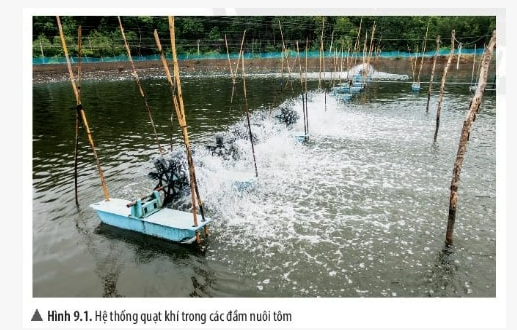 ▲ Hình 9.1. Hệ thống quạt khí trong các đầm nuôi tôm